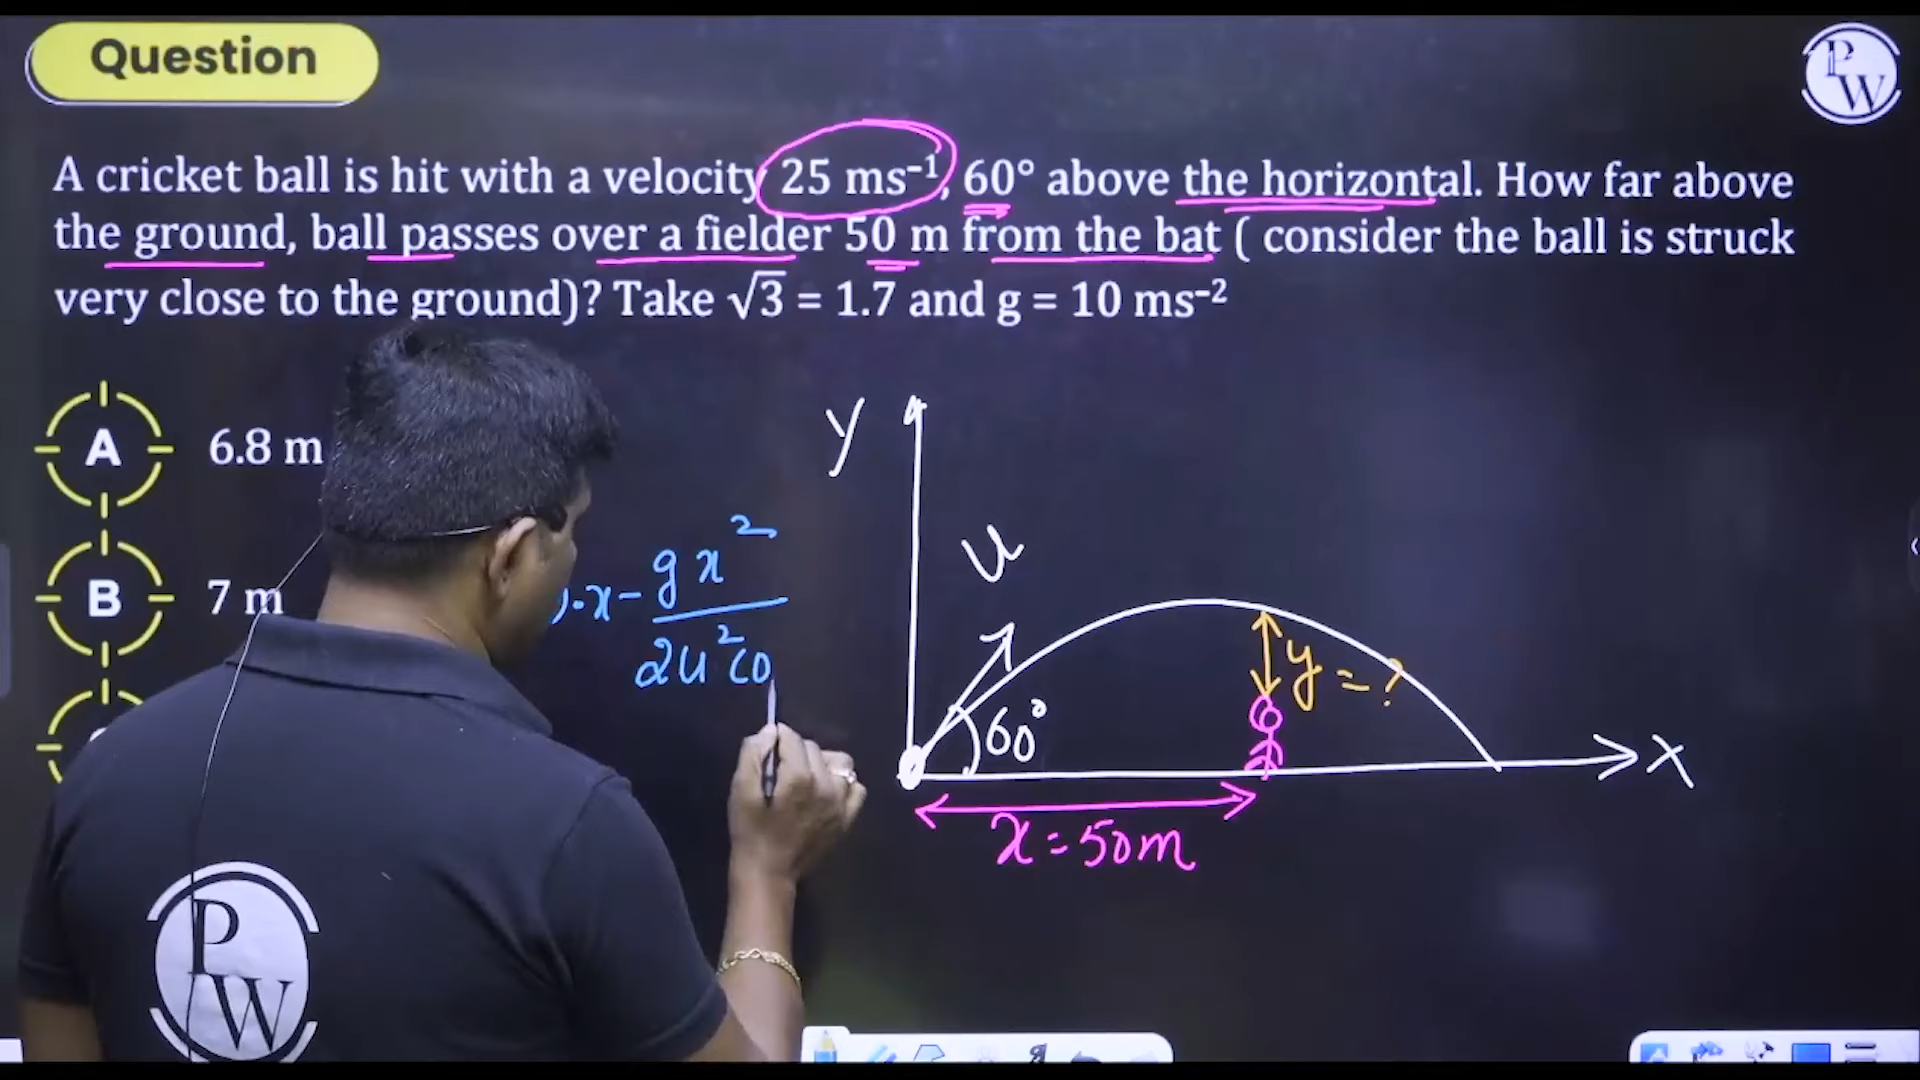 Question
PW
A cricket ball is hit with a velocity 25 ms⁻¹, 60° above the horizontal. How far above
the ground, ball passes over a fielder 50 m from the bat ( consider the ball is struck
very close to the ground)? Take √3 = 1.7 and g = 10 ms⁻²
A 6.8 m
B 7 m
·x - gx²
2u²co
y
u
60°
y = ?
x
x = 50m
PW